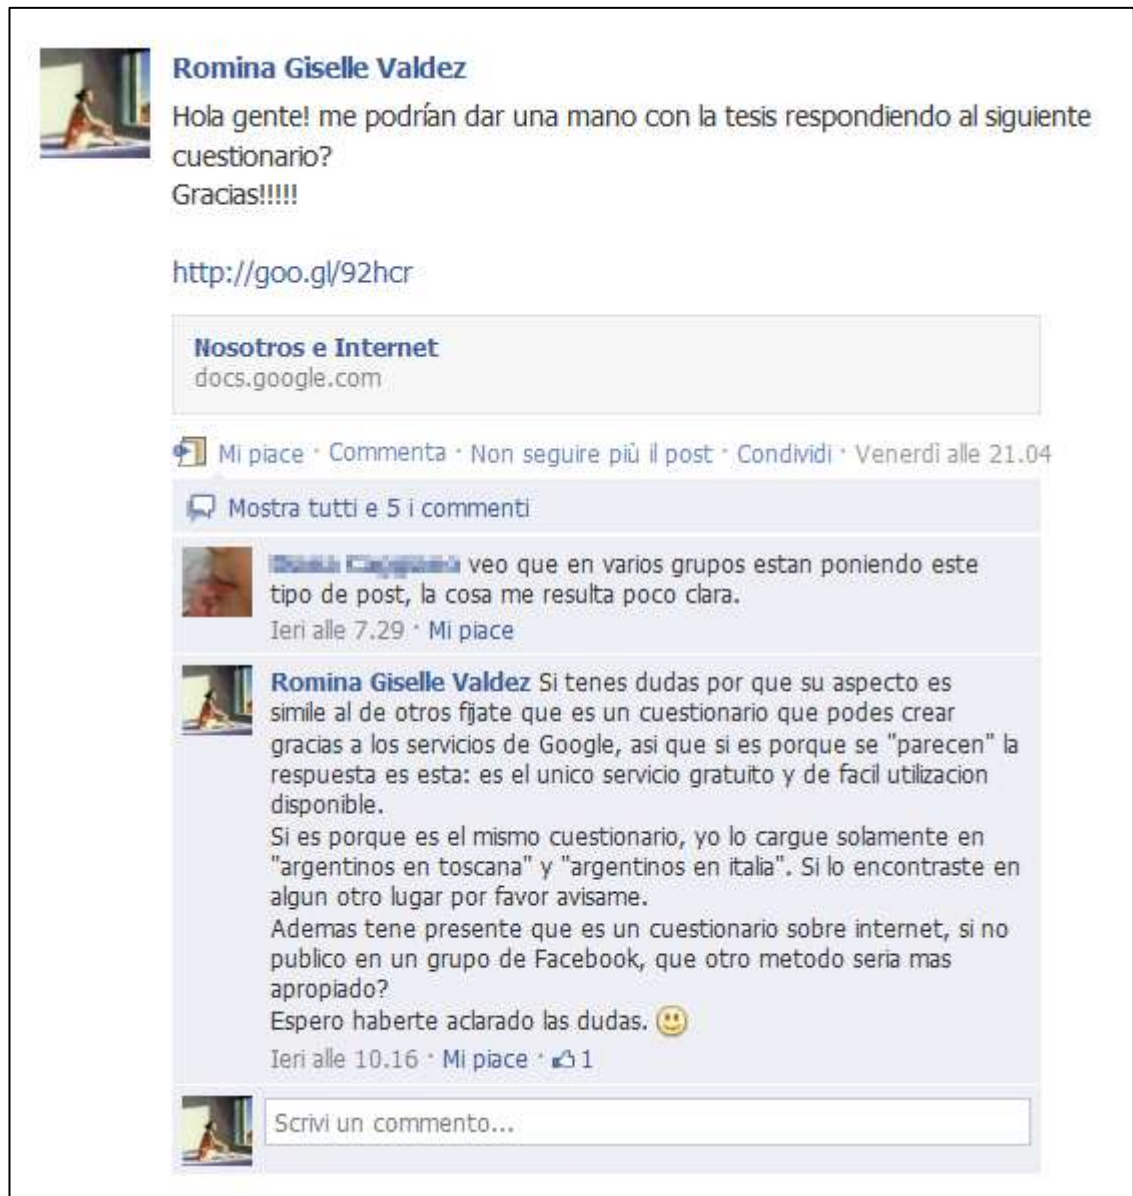 Romina Giselle Valdez
Hola gente! me podrían dar una mano con la tesis respondiendo al siguiente
cuestionario?
Gracias!!!!!
http://goo.gl/92hcr
Nosotros e Internet
docs.google.com
Mi piace · Commenta · Non seguire più il post · Condividi · Venerdì alle 21.04
Mostra tutti e 5 i commenti
veo que en varios grupos estan poniendo este
tipo de post, la cosa me resulta poco clara.
Ieri alle 7.29 · Mi piace
Romina Giselle Valdez Si tenes dudas por que su aspecto es
simile al de otros fijate que es un cuestionario que podes crear
gracias a los servicios de Google, asi que si es porque se "parecen" la
respuesta es esta: es el unico servicio gratuito y de facil utilizacion
disponible.
Si es porque es el mismo cuestionario, yo lo cargue solamente en
"argentinos en toscana" y "argentinos en italia". Si lo encontraste en
algun otro lugar por favor avisame.
Ademas tene presente que es un cuestionario sobre internet, si no
publico en un grupo de Facebook, que otro metodo seria mas
apropiado?
Espero haberte aclarado las dudas.
Ieri alle 10.16 · Mi piace · 1
Scrivi un commento...